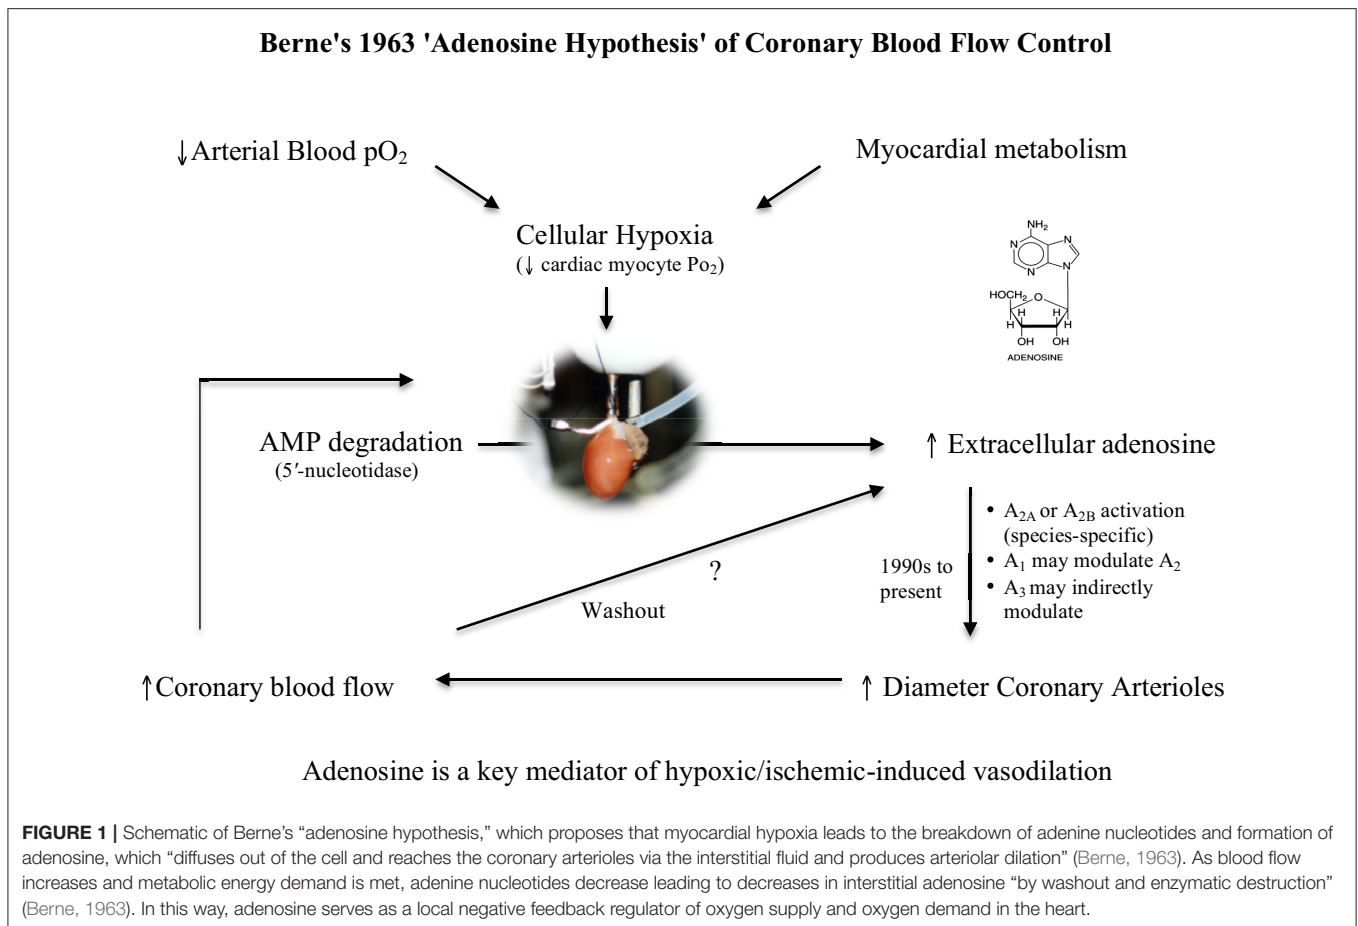 Berne's 1963 'Adenosine Hypothesis' of Coronary Blood Flow Control
↓Arterial Blood pO₂
Myocardial metabolism
Cellular Hypoxia
(↓ cardiac myocyte Po₂)
NH₂
N
N
N
N
HOCH₂
O
H
H
H
H
OH
OH
ADENOSINE
AMP degradation
(5′-nucleotidase)
↑ Extracellular adenosine
• A₂A or A₂B activation
(species-specific)
• A₁ may modulate A₂
• A₃ may indirectly
modulate
1990s to
present
?
Washout
↑Coronary blood flow
↑ Diameter Coronary Arterioles
Adenosine is a key mediator of hypoxic/ischemic-induced vasodilation
FIGURE 1 | Schematic of Berne's “adenosine hypothesis,” which proposes that myocardial hypoxia leads to the breakdown of adenine nucleotides and formation of
adenosine, which “diffuses out of the cell and reaches the coronary arterioles via the interstitial fluid and produces arteriolar dilation” (Berne, 1963). As blood flow
increases and metabolic energy demand is met, adenine nucleotides decrease leading to decreases in interstitial adenosine “by washout and enzymatic destruction”
(Berne, 1963). In this way, adenosine serves as a local negative feedback regulator of oxygen supply and oxygen demand in the heart.